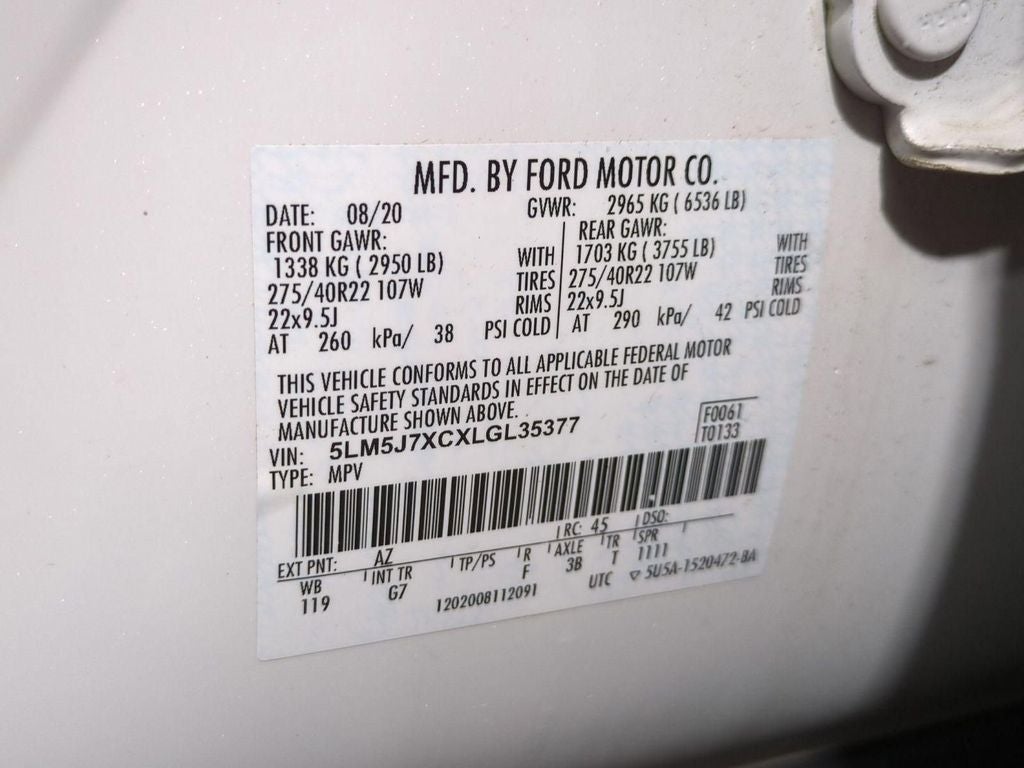 MFD. BY FORD MOTOR CO.
DATE: 08/20 GVWR: 2965 KG ( 6536 LB)
FRONT GAWR:
1338 KG ( 2950 LB) WITH
275/40R22 107W TIRES
22x9.5J RIMS
AT 260 kPa/ 38 PSI COLD
REAR GAWR:
1703 KG ( 3755 LB) WITH
275/40R22 107W TIRES
22x9.5J RIMS
AT 290 kPa/ 42 PSI COLD
THIS VEHICLE CONFORMS TO ALL APPLICABLE FEDERAL MOTOR
VEHICLE SAFETY STANDARDS IN EFFECT ON THE DATE OF
MANUFACTURE SHOWN ABOVE.
VIN: 5LM5J7XCXLGL35377
TYPE: MPV
F0061
T0133
EXT PNT: AZ RC: 45 DSO:
WB INT TR TP/PS R AXLE TR SPR
119 G7 F 3B T 1111
1202008112091 UTC ▽ 5U5A-1520472-BA